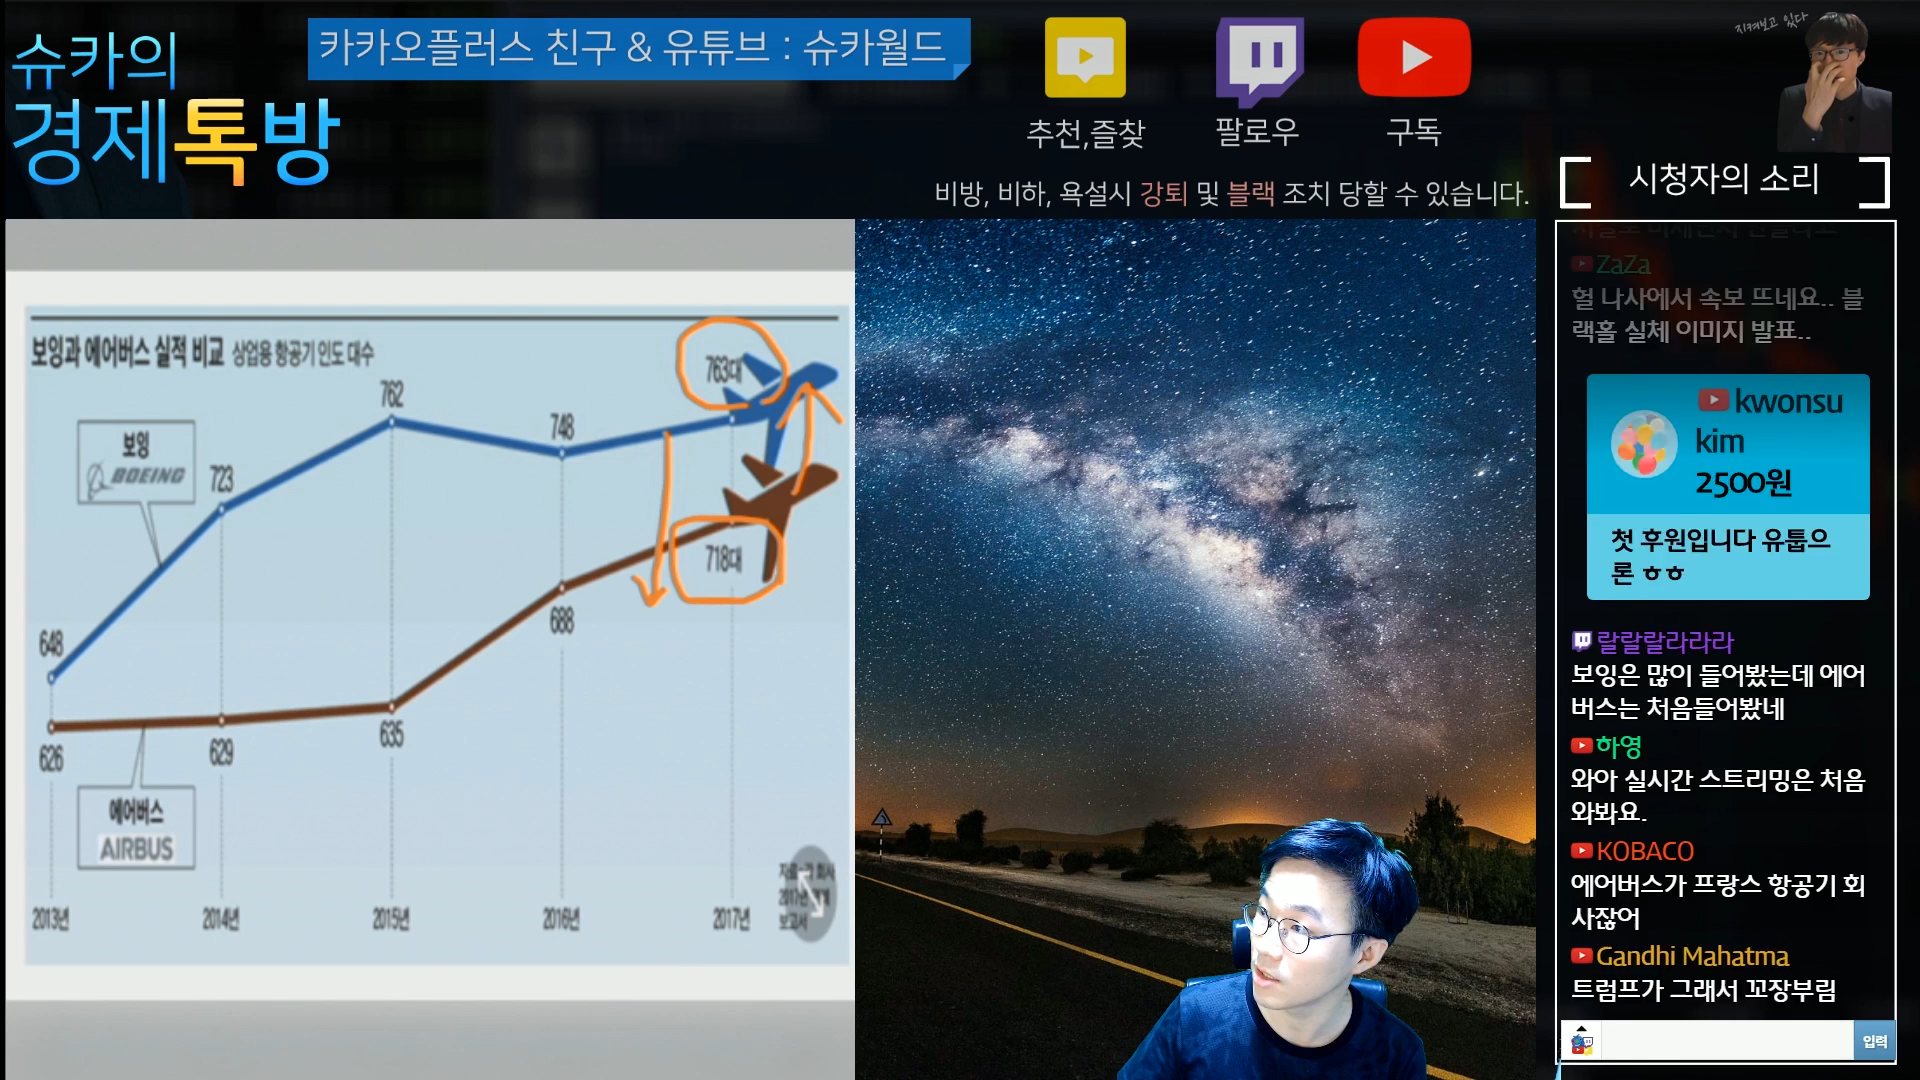 슈카의
경제톡방
카카오플러스 친구 & 유튜브 : 슈카월드
추천,즐찾
팔로우
구독
비방, 비하, 욕설시 강퇴 및 블랙 조치 당할 수 있습니다.
지켜보고 있다
시청자의 소리
보잉과 에어버스 실적 비교 상업용 항공기 인도 대수
보잉
BOEING
648
723
762
748
763대
626
629
635
688
718대
에어버스
AIRBUS
2013년
2014년
2015년
2016년
2017년
보고서
ZaZa
헐 나사에서 속보 뜨네요.. 블
랙홀 실체 이미지 발표..
kwonsu
kim
2500원
첫 후원입니다 유튭으
론 ㅎㅎ
랄랄랄라라라
보잉은 많이 들어봤는데 에어
버스는 처음들어봤네
하영
와아 실시간 스트리밍은 처음
와봐요.
KOBACO
에어버스가 프랑스 항공기 회
사잖어
Gandhi Mahatma
트럼프가 그래서 꼬장부림
입력